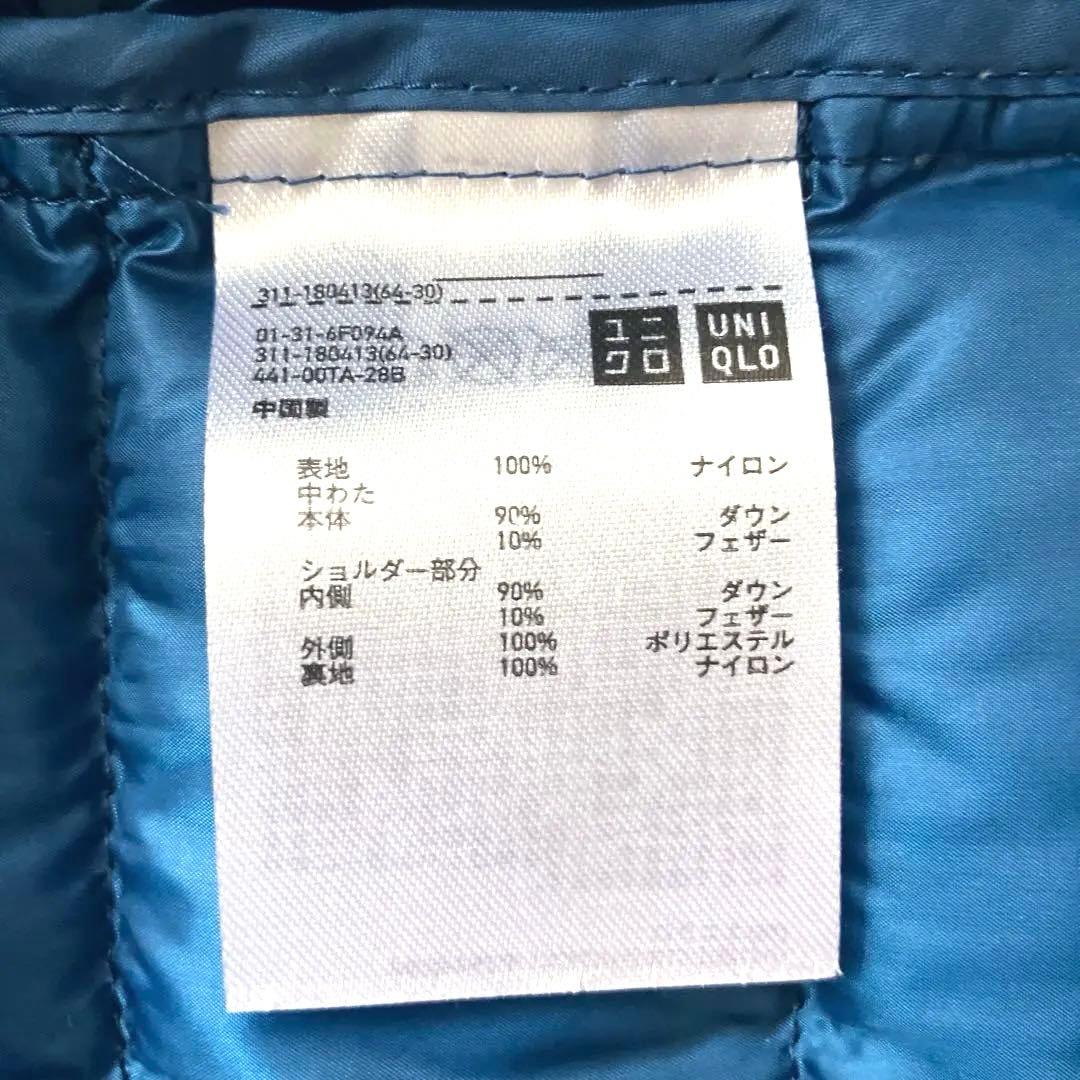 311-180413(64-30)
01-31-6F094A
311-180413(64-30)
441-00TA-28B
中国製
ユニ
クロ
UNI
QLO
表地 100% ナイロン
中わた
本体 90% ダウン
10% フェザー
ショルダー部分
内側 90% ダウン
10% フェザー
外側 100% ポリエステル
裏地 100% ナイロン